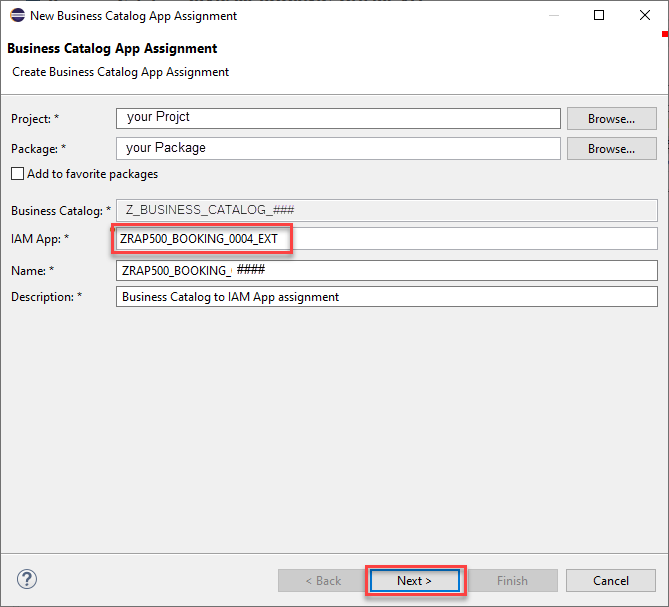 New Business Catalog App Assignment
Business Catalog App Assignment
Create Business Catalog App Assignment
Project: * your Projct Browse...
Package: * your Package Browse...
Add to favorite packages
Business Catalog: * Z_BUSINESS_CATALOG_###
IAM App: * ZRAP500_BOOKING_0004_EXT
Name: * ZRAP500_BOOKING_ ####
Description: * Business Catalog to IAM App assignment
? < Back Next > Finish Cancel